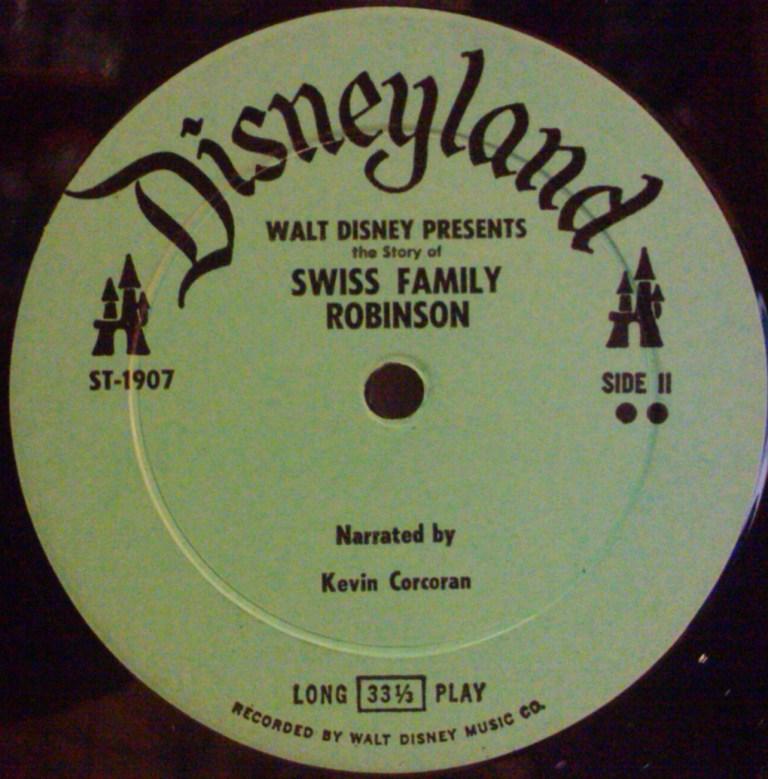 Disneyland
WALT DISNEY PRESENTS
the Story of
SWISS FAMILY
ROBINSON
ST-1907
SIDE II
Narrated by
Kevin Corcoran
LONG 33⅓ PLAY
RECORDED BY WALT DISNEY MUSIC CO.